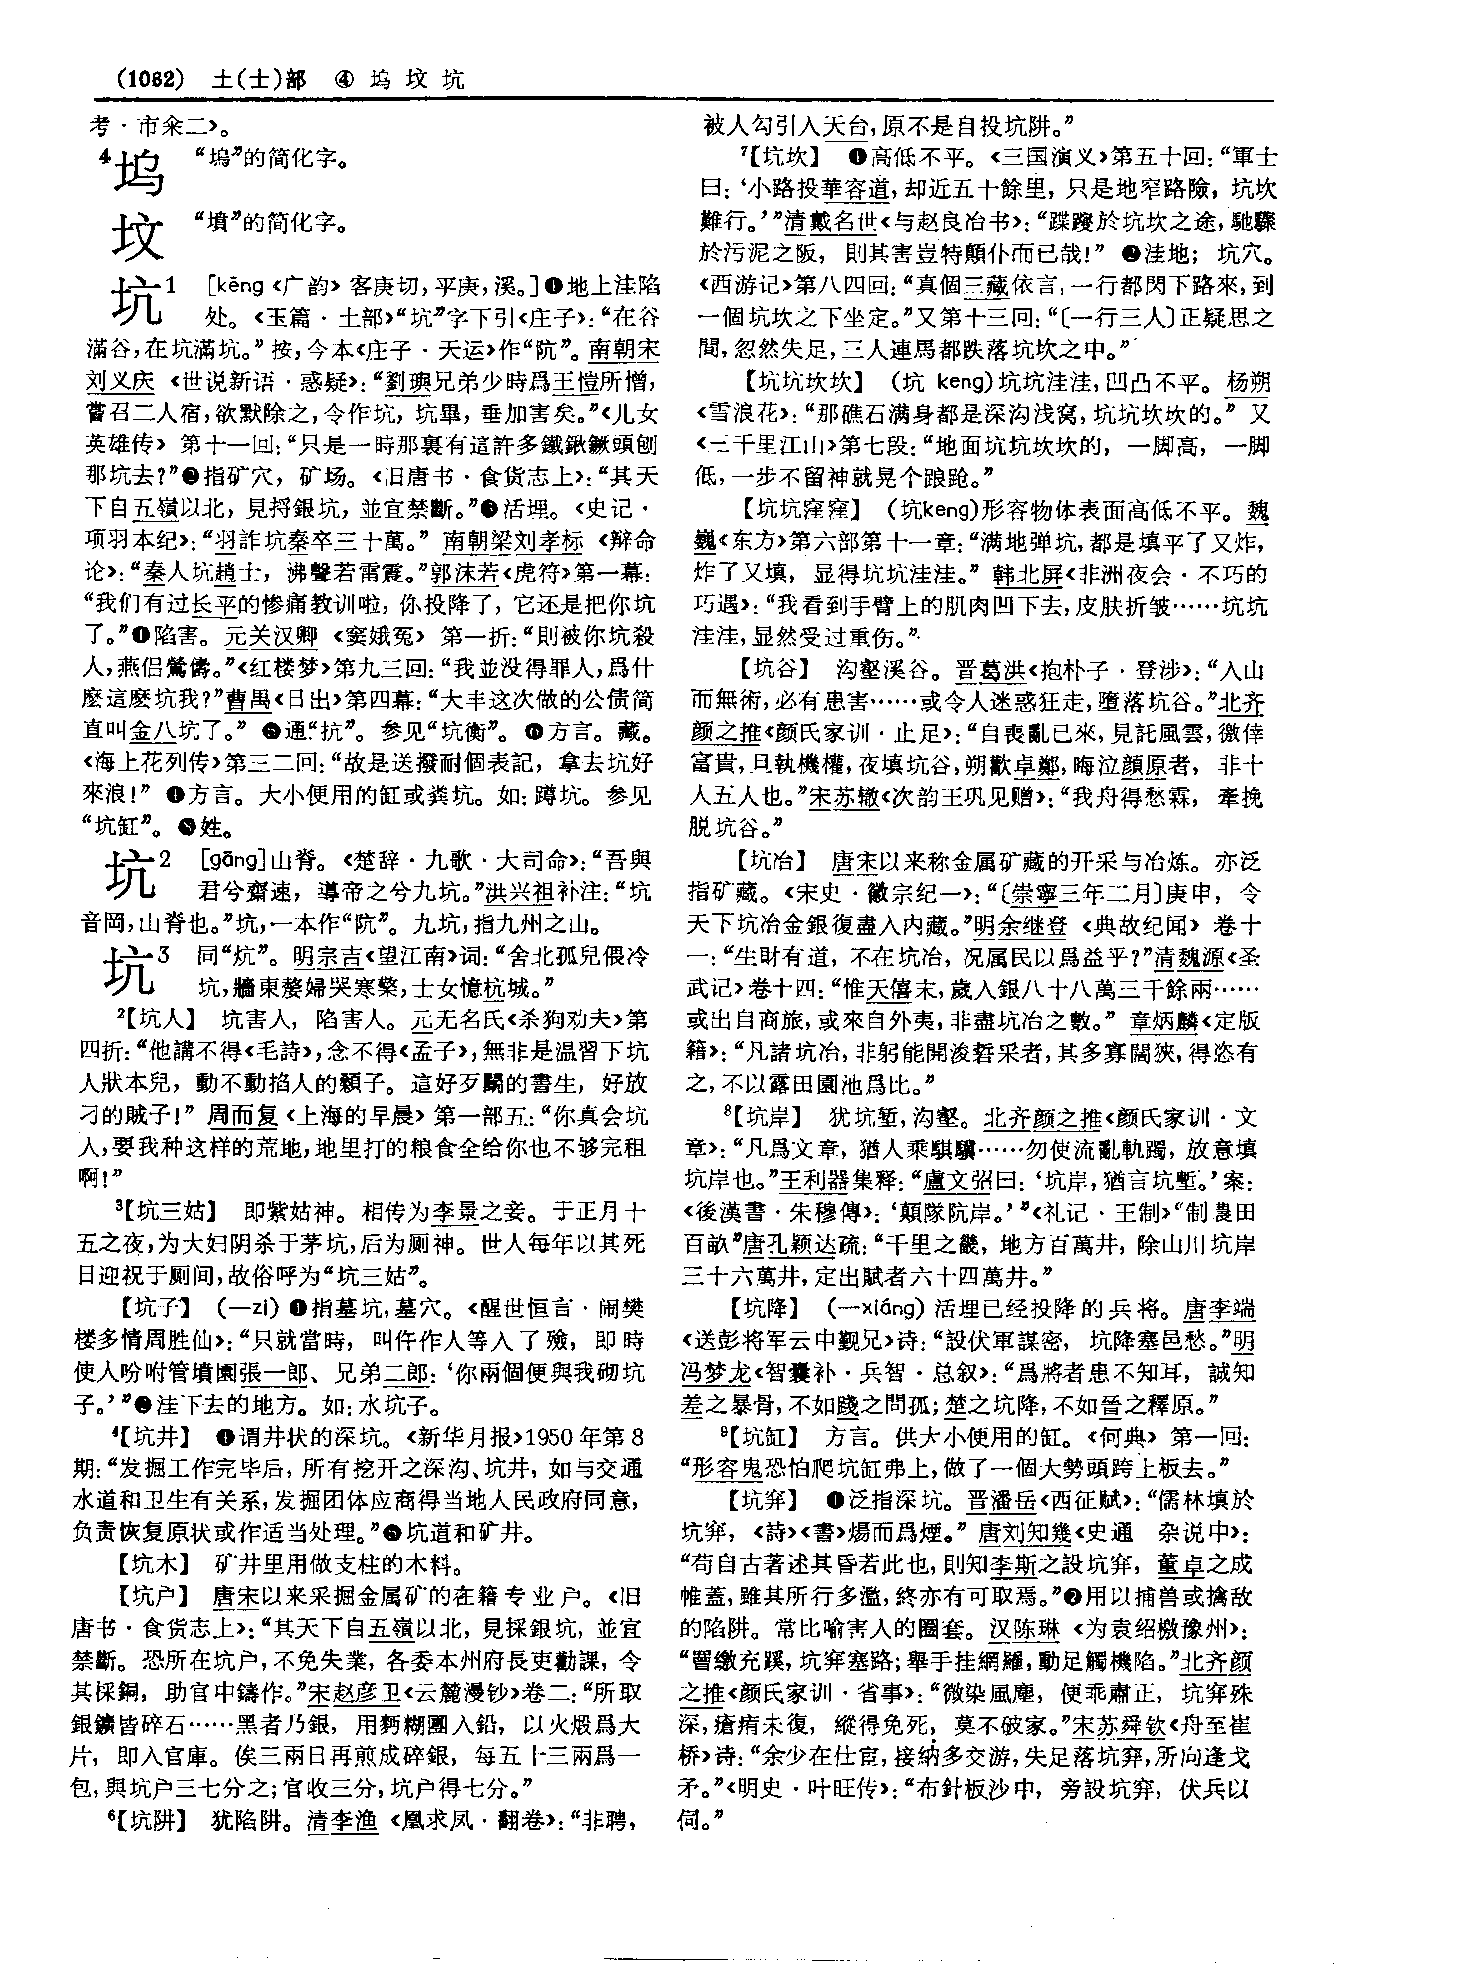 (1082) 土(士)部 ④ 坞 坟 坑
考·市籴二》。
4坞 “塢”的简化字。
坟 “墳”的简化字。
坑1 [kēng《广韵》客庚切,平庚,溪。]❶地上洼陷
处。《玉篇·土部》“坑”字下引《庄子》:“在谷
滿谷,在坑滿坑。”按,今本《庄子·天运》作“阬”。南朝宋
刘义庆《世说新语·惑疑》:“劉璵兄弟少時爲王愷所憎,
嘗召二人宿,欲默除之,令作坑,坑畢,垂加害矣。”《儿女
英雄传》第十一回:“只是一時那裏有這許多鐵鍬鐝頭刨
那坑去?”❷指矿穴,矿场。《旧唐书·食货志上》:“其天
下自五嶺以北,見捋銀坑,並宜禁斷。”❸活埋。《史记·
项羽本纪》:“羽詐坑秦卒三十萬。”南朝梁刘孝标《辩命
论》:“秦人坑趙士,沸聲若雷震。”郭沫若《虎符》第一幕:
“我们有过长平的惨痛教训啦,你投降了,它还是把你坑
了。”❹陷害。元关汉卿《窦娥冤》第一折:“則被你坑殺
人,燕侣鶯儔。”《红楼梦》第九三回:“我並没得罪人,爲什
麽這麽坑我?”曹禺《日出》第四幕:“大丰这次做的公债简
直叫金八坑了。”❺通“抗”。参见“坑衡”。❻方言。藏。
《海上花列传》第三二回:“故是送撥耐個表記,拿去坑好
來浪!”❼方言。大小便用的缸或粪坑。如:蹲坑。参见
“坑缸”。❽姓。
坑2 [gāng]山脊。《楚辞·九歌·大司命》:“吾與
君兮齋速,導帝之兮九坑。”洪兴祖补注:“坑
音岡,山脊也。”坑,一本作“阬”。九坑,指九州之山。
坑3 同“炕”。明宗吉《望江南》词:“舍北孤兒偎冷
坑,牆東嫠婦哭寒檠,士女憶杭城。”
2【坑人】 坑害人,陷害人。元无名氏《杀狗劝夫》第
四折:“他講不得《毛詩》,念不得《孟子》,無非是温習下坑
人狀本兒,動不動掐人的顙子。這好歹鬭的書生,好放
刁的賊子!”周而复《上海的早晨》第一部五:“你真会坑
人,要我种这样的荒地,地里打的粮食全给你也不够完租
啊!”
3【坑三姑】 即紫姑神。相传为李景之妾。于正月十
五之夜,为大妇阴杀于茅坑,后为厕神。世人每年以其死
日迎祝于厕间,故俗呼为“坑三姑”。
【坑子】 (—zi)❶指墓坑,墓穴。《醒世恒言·闹樊
楼多情周胜仙》:“只就當時,叫仵作人等入了殮,即時
使人吩咐管墳園張一郎、兄弟二郎:‘你兩個便與我砌坑
子。’”❷洼下去的地方。如:水坑子。
4【坑井】 ❶谓井状的深坑。《新华月报》1950年第8
期:“发掘工作完毕后,所有挖开之深沟、坑井,如与交通
水道和卫生有关系,发掘团体应商得当地人民政府同意,
负责恢复原状或作适当处理。”❷坑道和矿井。
【坑木】 矿井里用做支柱的木料。
【坑户】 唐宋以来采掘金属矿的在籍专业户。《旧
唐书·食货志上》:“其天下自五嶺以北,見採銀坑,並宜
禁斷。恐所在坑户,不免失業,各委本州府長吏勸課,令
其採銅,助官中鑄作。”宋赵彦卫《云麓漫钞》卷二:“所取
銀鑛皆碎石……黑者乃銀,用麪糊團入鉛,以火煅爲大
片,即入官庫。俟三兩日再煎成碎銀,每五十三兩爲一
包,與坑户三七分之;官收三分,坑户得七分。”
6【坑阱】 犹陷阱。清李渔《凰求凤·翻卷》:“非聘,
被人勾引入天台,原不是自投坑阱。”
7【坑坎】 ❶高低不平。《三国演义》第五十回:“軍士
曰:‘小路投華容道,却近五十餘里,只是地窄路險,坑坎
難行。’”清戴名世《与赵良冶书》:“蹀躞於坑坎之途,馳驟
於污泥之阪,則其害豈特顛仆而已哉!”❷洼地;坑穴。
《西游记》第八四回:“真個三藏依言,一行都閃下路來,到
一個坑坎之下坐定。”又第十三回:“〔一行三人〕正疑思之
間,忽然失足,三人連馬都跌落坑坎之中。”
【坑坑坎坎】 (坑 keng)坑坑洼洼,凹凸不平。杨朔
《雪浪花》:“那礁石满身都是深沟浅窝,坑坑坎坎的。”又
《三千里江山》第七段:“地面坑坑坎坎的,一脚高,一脚
低,一步不留神就晃个踉跄。”
【坑坑窪窪】 (坑keng)形容物体表面高低不平。魏
巍《东方》第六部第十一章:“满地弹坑,都是填平了又炸,
炸了又填,显得坑坑洼洼。”韩北屏《非洲夜会·不巧的
巧遇》:“我看到手臂上的肌肉凹下去,皮肤折皱……坑坑
洼洼,显然受过重伤。”
【坑谷】 沟壑溪谷。晋葛洪《抱朴子·登涉》:“入山
而無術,必有患害……或令人迷惑狂走,墮落坑谷。”北齐
颜之推《颜氏家训·止足》:“自喪亂已來,見託風雲,徼倖
富貴,旦執機權,夜填坑谷,朔歡卓鄭,晦泣顔原者,非十
人五人也。”宋苏辙《次韵王巩见赠》:“我舟得愁霖,牽挽
脱坑谷。”
【坑冶】 唐宋以来称金属矿藏的开采与冶炼。亦泛
指矿藏。《宋史·徽宗纪一》:“〔崇寧三年二月〕庚申,令
天下坑冶金銀復盡入内藏。”明余继登《典故纪闻》卷十
一:“生財有道,不在坑冶,况属民以爲益乎?”清魏源《圣
武记》卷十四:“惟天僖末,歲入銀八十八萬三千餘兩……
或出自商旅,或來自外夷,非盡坑冶之數。”章炳麟《定版
籍》:“凡諸坑冶,非躬能開浚硩采者,其多寡闊狹,得恣有
之,不以露田園池爲比。”
8【坑岸】 犹坑堑,沟壑。北齐颜之推《颜氏家训·文
章》:“凡爲文章,猶人乘騏驥……勿使流亂軌躅,放意填
坑岸也。”王利器集释:“盧文弨曰:‘坑岸,猶言坑塹。’案:
《後漢書·朱穆傳》:‘顛隊阬岸。’”《礼记·王制》“制農田
百畝”唐孔颖达疏:“千里之畿,地方百萬井,除山川坑岸
三十六萬井,定出賦者六十四萬井。”
【坑降】 (—xiáng)活埋已经投降的兵将。唐李端
《送彭将军云中觐兄》诗:“設伏軍謀密,坑降塞邑愁。”明
冯梦龙《智囊补·兵智·总叙》:“爲將者患不知耳,誠知
差之暴骨,不如踐之問孤;楚之坑降,不如晉之釋原。”
9【坑缸】 方言。供大小便用的缸。《何典》第一回:
“形容鬼恐怕爬坑缸弗上,做了一個大勢頭跨上板去。”
【坑穽】 ❶泛指深坑。晋潘岳《西征赋》:“儒林填於
坑穽,《詩》《書》煬而爲煙。”唐刘知幾《史通 杂说中》:
“苟自古著述其昏若此也,則知李斯之設坑穽,董卓之成
帷蓋,雖其所行多濫,終亦有可取焉。”❷用以捕兽或擒敌
的陷阱。常比喻害人的圈套。汉陈琳《为袁绍檄豫州》:
“罾繳充蹊,坑穽塞路;舉手挂網羅,動足觸機陷。”北齐颜
之推《颜氏家训·省事》:“微染風塵,便乖肅正,坑穽殊
深,瘡痏未復,縱得免死,莫不破家。”宋苏舜钦《舟至崔
桥》诗:“余少在仕宦,接納多交游,失足落坑穽,所向逢戈
矛。”《明史·叶旺传》:“布針板沙中,旁設坑穽,伏兵以
伺。”